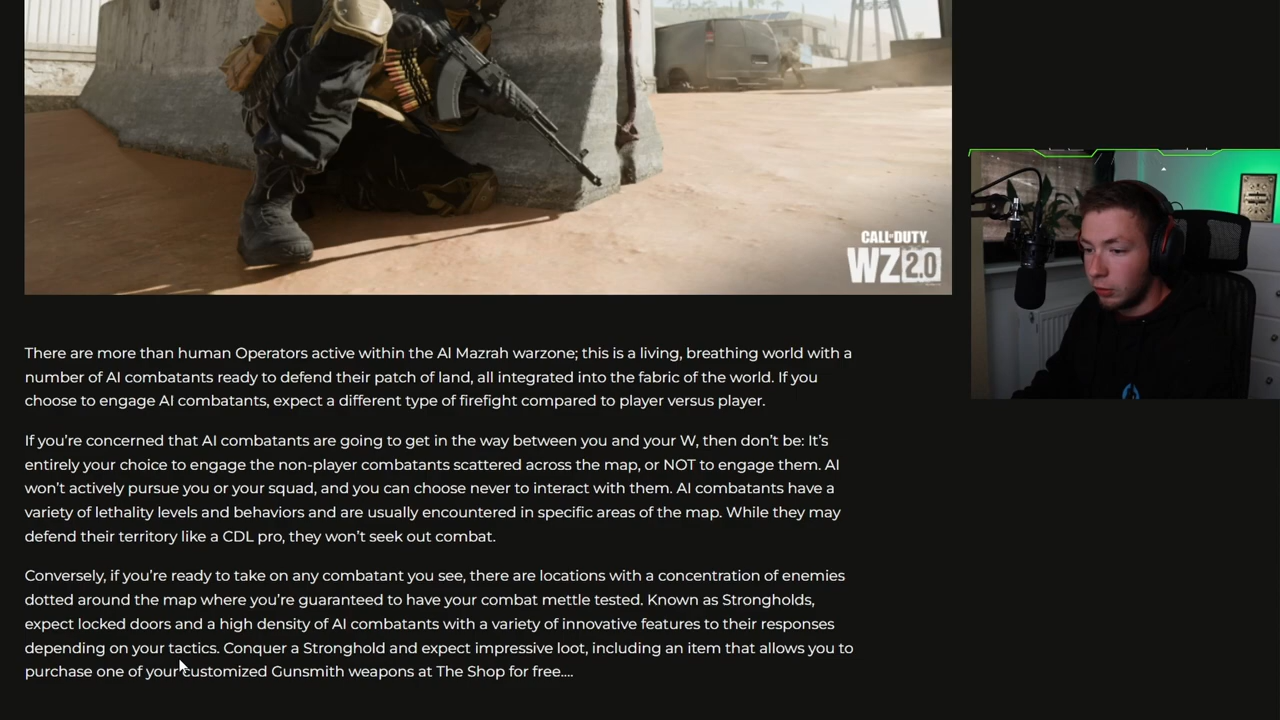 CALL OF DUTY
WZ 2.0
There are more than human Operators active within the Al Mazrah warzone; this is a living, breathing world with a
number of AI combatants ready to defend their patch of land, all integrated into the fabric of the world. If you
choose to engage AI combatants, expect a different type of firefight compared to player versus player.
If you're concerned that AI combatants are going to get in the way between you and your W, then don't be: It's
entirely your choice to engage the non-player combatants scattered across the map, or NOT to engage them. AI
won't actively pursue you or your squad, and you can choose never to interact with them. AI combatants have a
variety of lethality levels and behaviors and are usually encountered in specific areas of the map. While they may
defend their territory like a CDL pro, they won't seek out combat.
Conversely, if you're ready to take on any combatant you see, there are locations with a concentration of enemies
dotted around the map where you're guaranteed to have your combat mettle tested. Known as Strongholds,
expect locked doors and a high density of AI combatants with a variety of innovative features to their responses
depending on your tactics. Conquer a Stronghold and expect impressive loot, including an item that allows you to
purchase one of your customized Gunsmith weapons at The Shop for free....